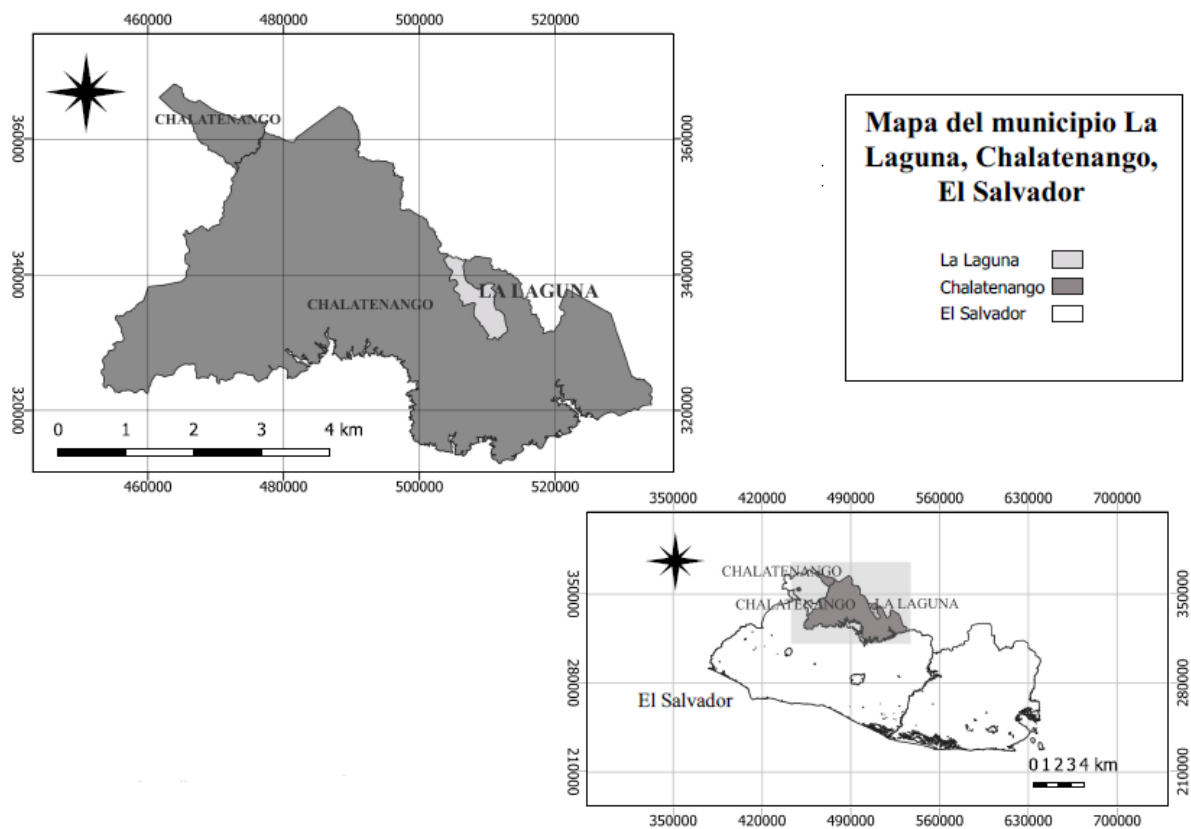 460000 480000 500000 520000
CHALATENANGO
CHALATENANGO
LA LAGUNA
360000 360000
340000 340000
320000 320000
0 1 2 3 4 km
460000 480000 500000 520000
Mapa del municipio La
Laguna, Chalatenango,
El Salvador
La Laguna
Chalatenango
El Salvador
350000 420000 490000 560000 630000 700000
CHALATENANGO
CHALATENANGO LA LAGUNA
El Salvador
350000 350000
280000 280000
210000 210000
0 1 2 3 4 km
350000 420000 490000 560000 630000 700000